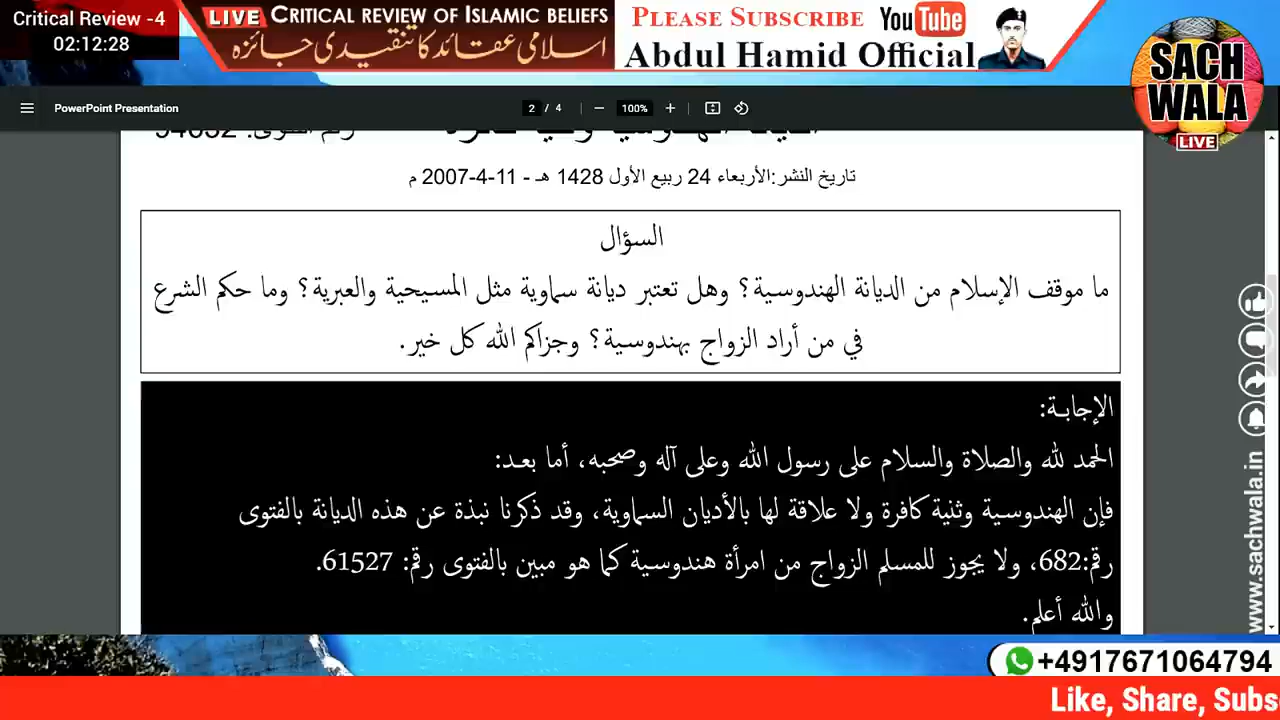 Critical Review -4
02:12:28
LIVE CRITICAL REVIEW OF ISLAMIC BELIEFS
اسلامی عقائد کا تنقیدی جائزہ
PLEASE SUBSCRIBE YouTube
Abdul Hamid Official
SACH
WALA
LIVE
PowerPoint Presentation 2 / 4 100%
تاريخ النشر:الأربعاء 24 ربيع الأول 1428 هـ - 11-4-2007 م
السؤال
ما موقف الإسلام من الديانة الهندوسية؟ وهل تعتبر ديانة سماوية مثل المسيحية والعبرية؟ وما حكم الشرع
في من أراد الزواج بهندوسية؟ وجزاكم الله كل خير.
الإجابــة:
الحمد لله والصلاة والسلام على رسول الله وعلى آله وصحبه، أما بعـد:
فإن الهندوسية وثنية كافرة ولا علاقة لها بالأديان السماوية، وقد ذكرنا نبذة عن هذه الديانة بالفتوى
رقم:682، ولا يجوز للمسلم الزواج من امرأة هندوسية كما هو مبين بالفتوى رقم: 61527.
والله أعلم.
www.sachwala.in
+4917671064794
Like, Share, Subs